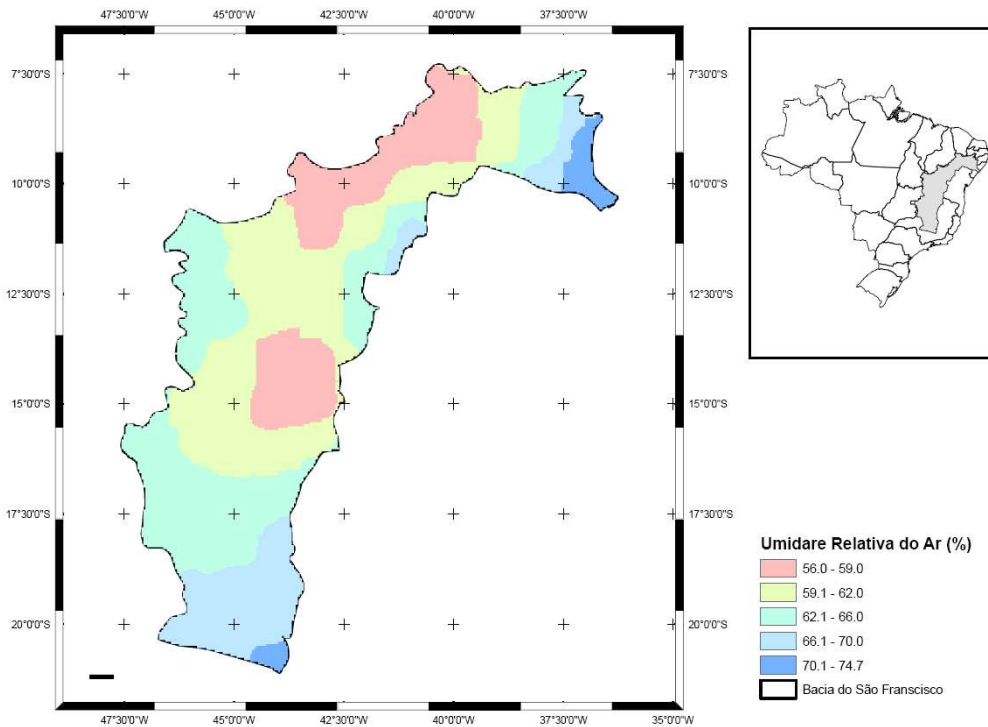 47°30'0"W 45°0'0"W 42°30'0"W 40°0'0"W 37°30'0"W
7°30'0"S 7°30'0"S
10°0'0"S 10°0'0"S
12°30'0"S 12°30'0"S
15°0'0"S 15°0'0"S
17°30'0"S 17°30'0"S
20°0'0"S 20°0'0"S
47°30'0"W 45°0'0"W 42°30'0"W 40°0'0"W 37°30'0"W 35°0'0"W
Umidare Relativa do Ar (%)
56.0 - 59.0
59.1 - 62.0
62.1 - 66.0
66.1 - 70.0
70.1 - 74.7
Bacia do São Franscisco